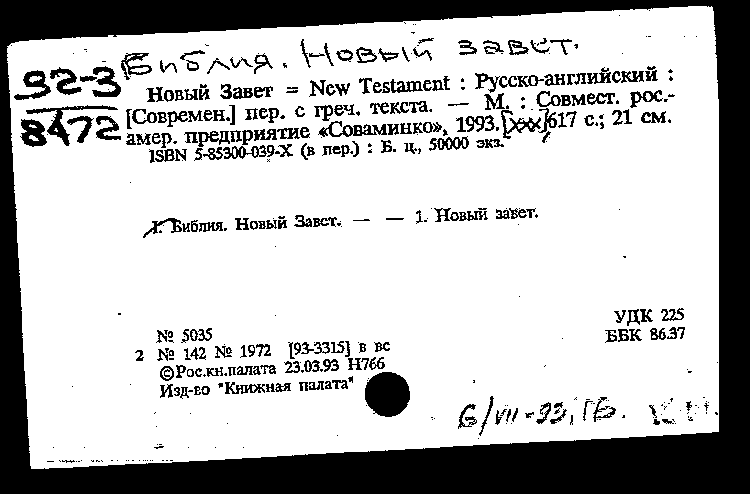 Библия. Новый завет.
92-3
8472
Новый Завет = New Testament : Русско-английский :
[Современ.] пер. с греч. текста. — М. : Совмест. рос.-
амер. предприятие «Соваминко», 1993. [xxx] 617 с.; 21 см.
ISBN 5-85300-039-X (в пер.) : Б. ц., 50000 экз.
1. Библия. Новый Завет. — — 1. Новый завет.
УДК 225
ББК 86.37
№ 5035
2 № 142 № 1972 [93-3315] в вс
©Рос.кн.палата 23.03.93 Н766
Изд-во "Книжная палата"
6/VII-93, ГБ.